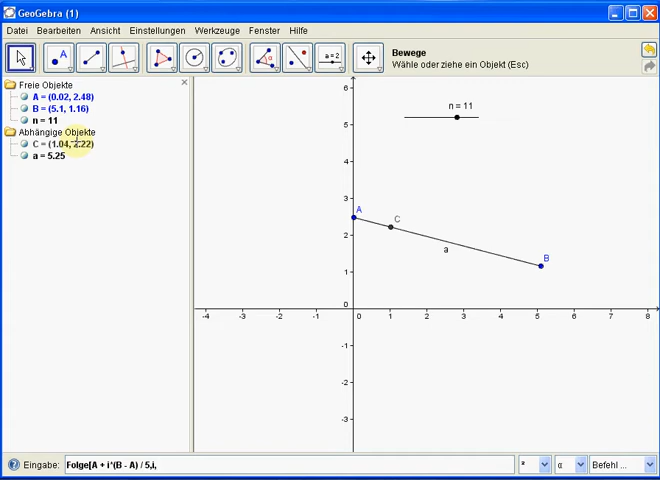 GeoGebra (1)
Datei Bearbeiten Ansicht Einstellungen Werkzeuge Fenster Hilfe
A
α
a = 2
Bewege
Wähle oder ziehe ein Objekt (Esc)
Freie Objekte
A = (0.02, 2.48)
B = (5.1, 1.16)
n = 11
Abhängige Objekte
C = (1.04, 2.22)
a = 5.25
n = 11
A
C
a
B
6
5
4
3
2
1
0
-4 -3 -2 -1 0 1 2 3 4 5 6 7 8
-1
-2
-3
Eingabe: Folge[A + i*(B - A) / 5,i, ² α Befehl ...